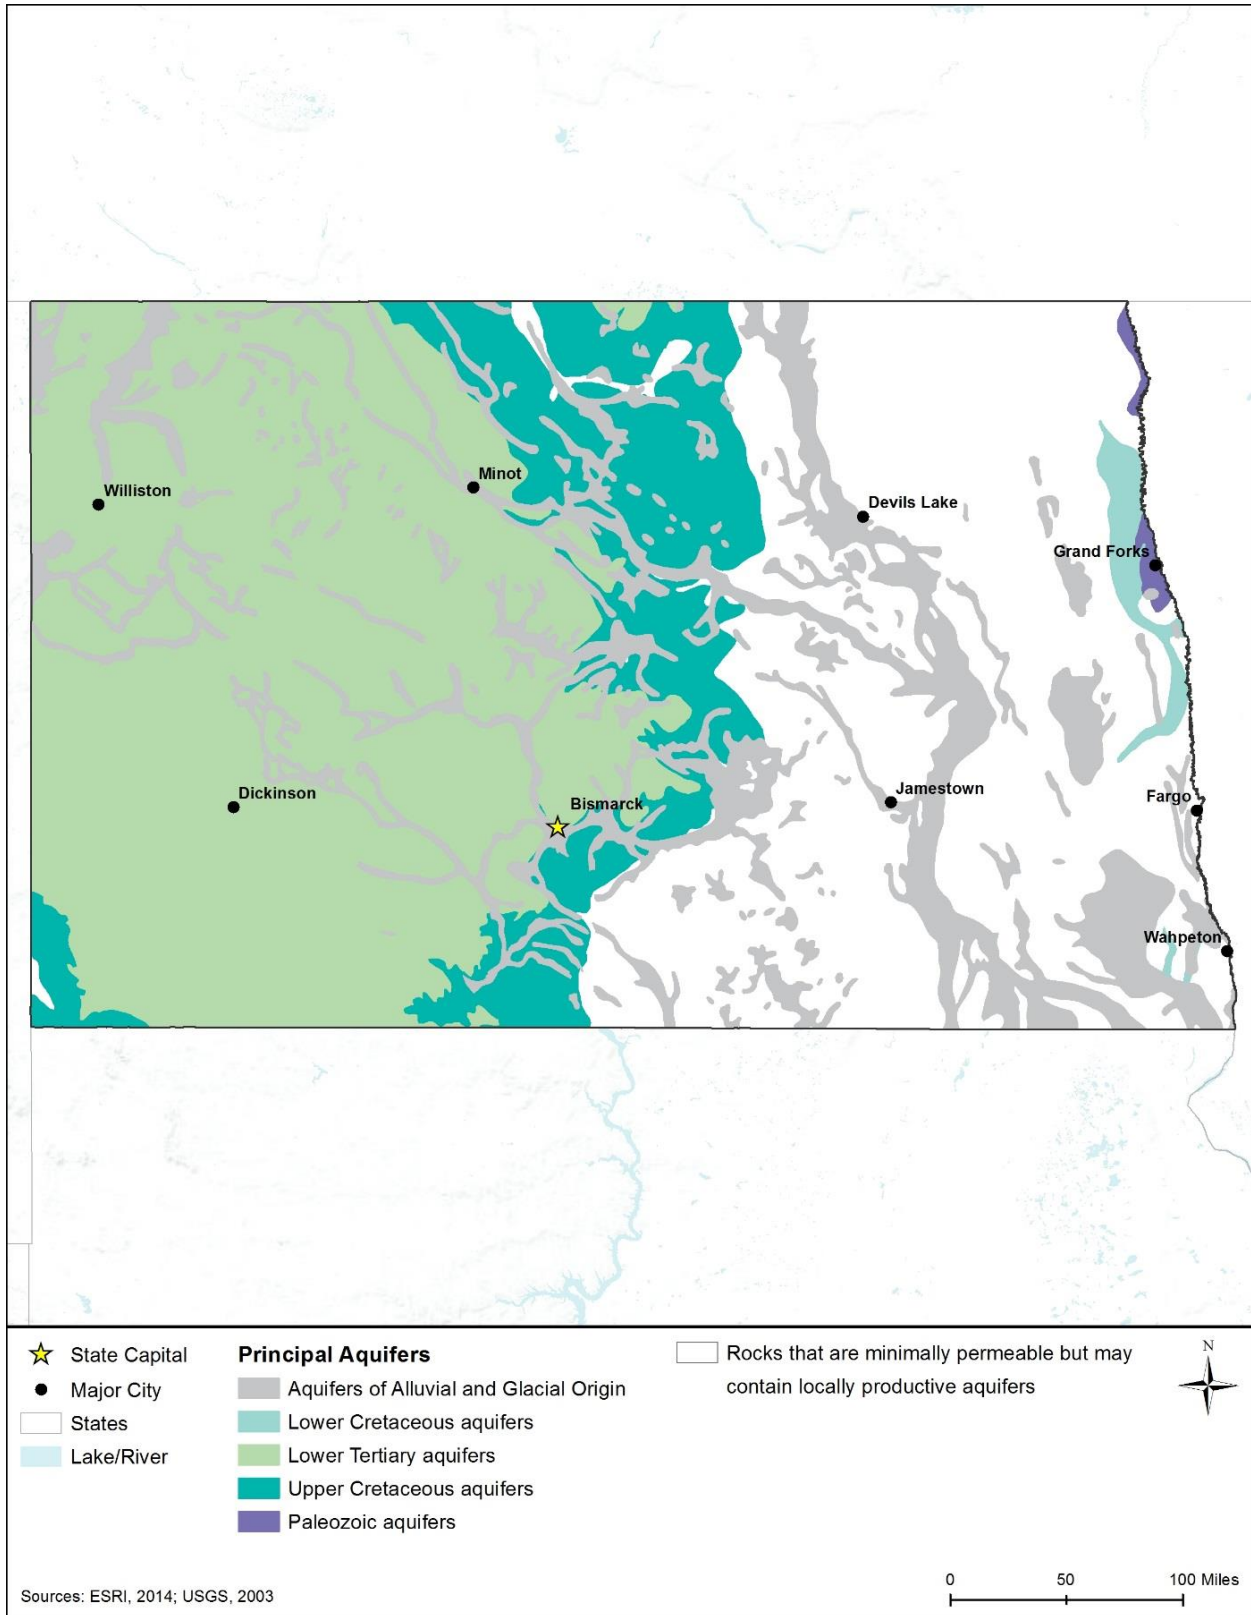 Minot
Williston
Devils Lake
Grand Forks
Dickinson
Bismarck
Jamestown
Fargo
Wahpeton
State Capital
Major City
States
Lake/River
Principal Aquifers
Aquifers of Alluvial and Glacial Origin
Lower Cretaceous aquifers
Lower Tertiary aquifers
Upper Cretaceous aquifers
Paleozoic aquifers
Rocks that are minimally permeable but may
contain locally productive aquifers
N
Sources: ESRI, 2014; USGS, 2003
0 50 100 Miles